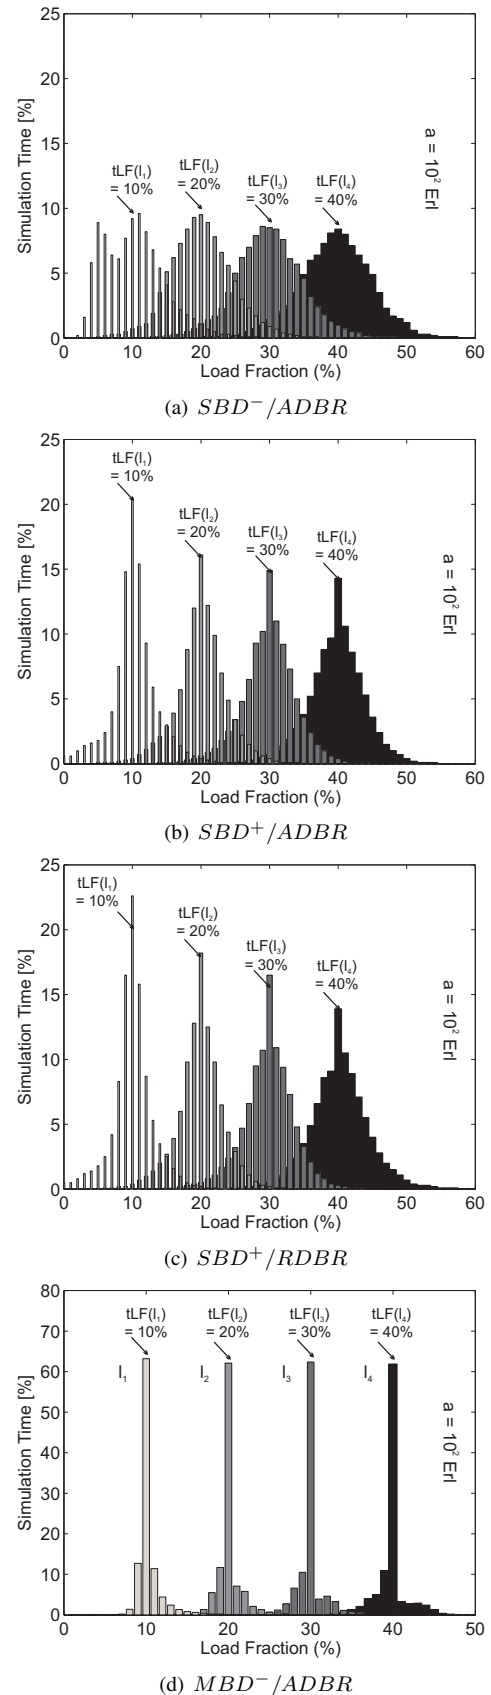 25
20
15
10
5
0
Simulation Time [%]
tLF(l₁)
= 10%
tLF(l₂)
= 20%
tLF(l₃)
= 30%
tLF(l₄)
= 40%
a = 10² Erl
0 10 20 30 40 50 60
Load Fraction (%)
(a) SBD⁻/ADBR
25
20
15
10
5
0
Simulation Time [%]
tLF(l₁)
= 10%
tLF(l₂)
= 20%
tLF(l₃)
= 30%
tLF(l₄)
= 40%
a = 10² Erl
0 10 20 30 40 50 60
Load Fraction (%)
(b) SBD⁺/ADBR
25
20
15
10
5
0
Simulation Time [%]
tLF(l₁)
= 10%
tLF(l₂)
= 20%
tLF(l₃)
= 30%
tLF(l₄)
= 40%
a = 10² Erl
0 10 20 30 40 50 60
Load Fraction (%)
(c) SBD⁺/RDBR
80
70
60
50
40
30
20
10
0
Simulation Time [%]
tLF(l₁)
= 10%
tLF(l₂)
= 20%
tLF(l₃)
= 30%
tLF(l₄)
= 40%
l₁ l₂ l₃ l₄
a = 10² Erl
0 10 20 30 40 50
Load Fraction (%)
(d) MBD⁻/ADBR